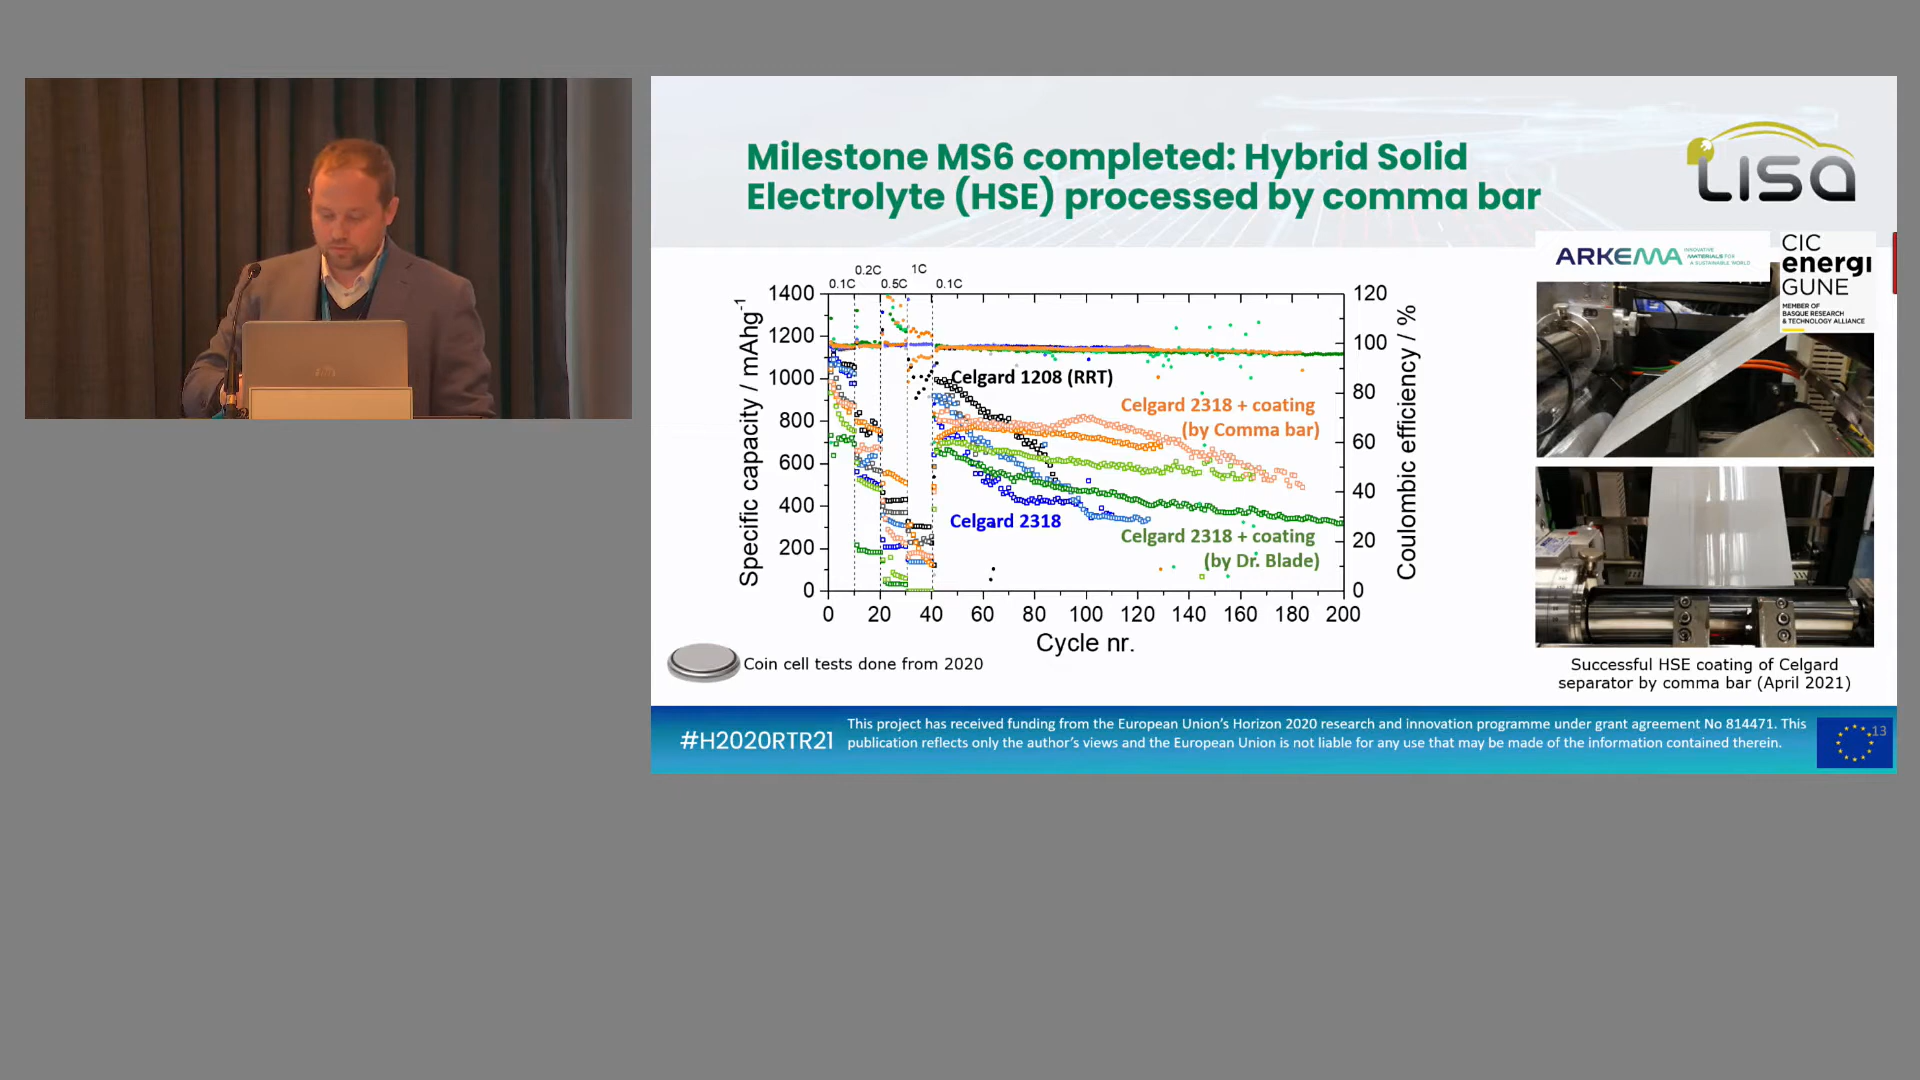 Milestone MS6 completed: Hybrid Solid
Electrolyte (HSE) processed by comma bar
LISA
ARKEMA
INNOVATIVE
MATERIALS FOR
A SUSTAINABLE WORLD
CIC
energi
GUNE
MEMBER OF
BASQUE RESEARCH
& TECHNOLOGY ALLIANCE
0.1C
0.2C
0.5C
1C
0.1C
1400
1200
1000
800
600
400
200
0
Specific capacity / mAhg-1
120
100
80
60
40
20
0
Coulombic efficiency / %
Celgard 1208 (RRT)
Celgard 2318 + coating
(by Comma bar)
Celgard 2318
Celgard 2318 + coating
(by Dr. Blade)
0 20 40 60 80 100 120 140 160 180 200
Cycle nr.
Coin cell tests done from 2020
Successful HSE coating of Celgard
separator by comma bar (April 2021)
#H2020RTR21
This project has received funding from the European Union's Horizon 2020 research and innovation programme under grant agreement No 814471. This
publication reflects only the author's views and the European Union is not liable for any use that may be made of the information contained therein.
13